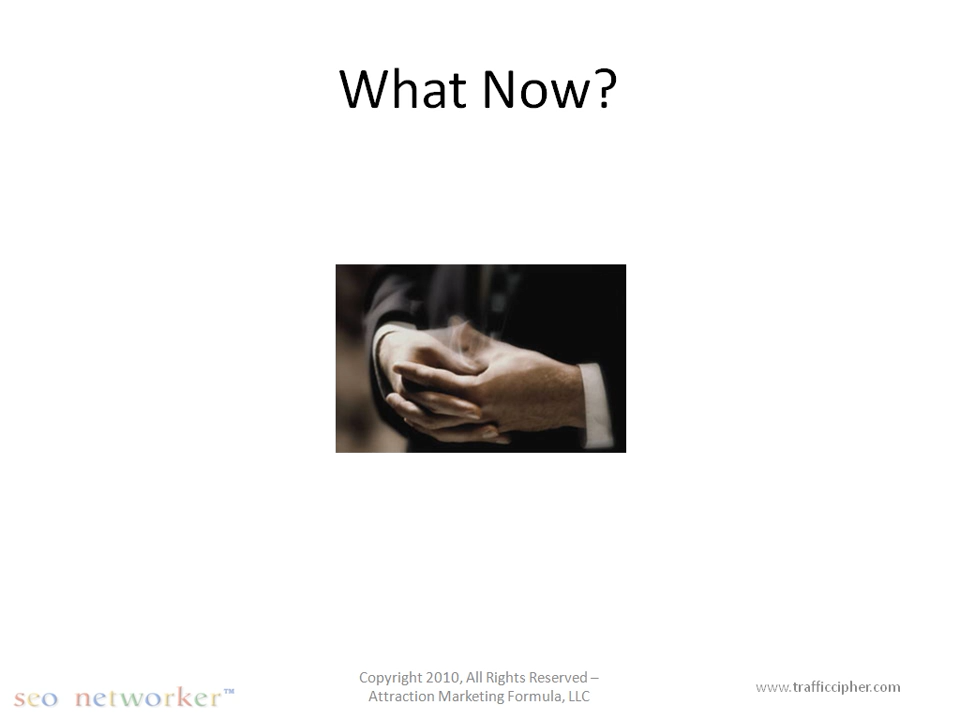 What Now?
seo networker™
Copyright 2010, All Rights Reserved –
Attraction Marketing Formula, LLC
www.trafficcipher.com